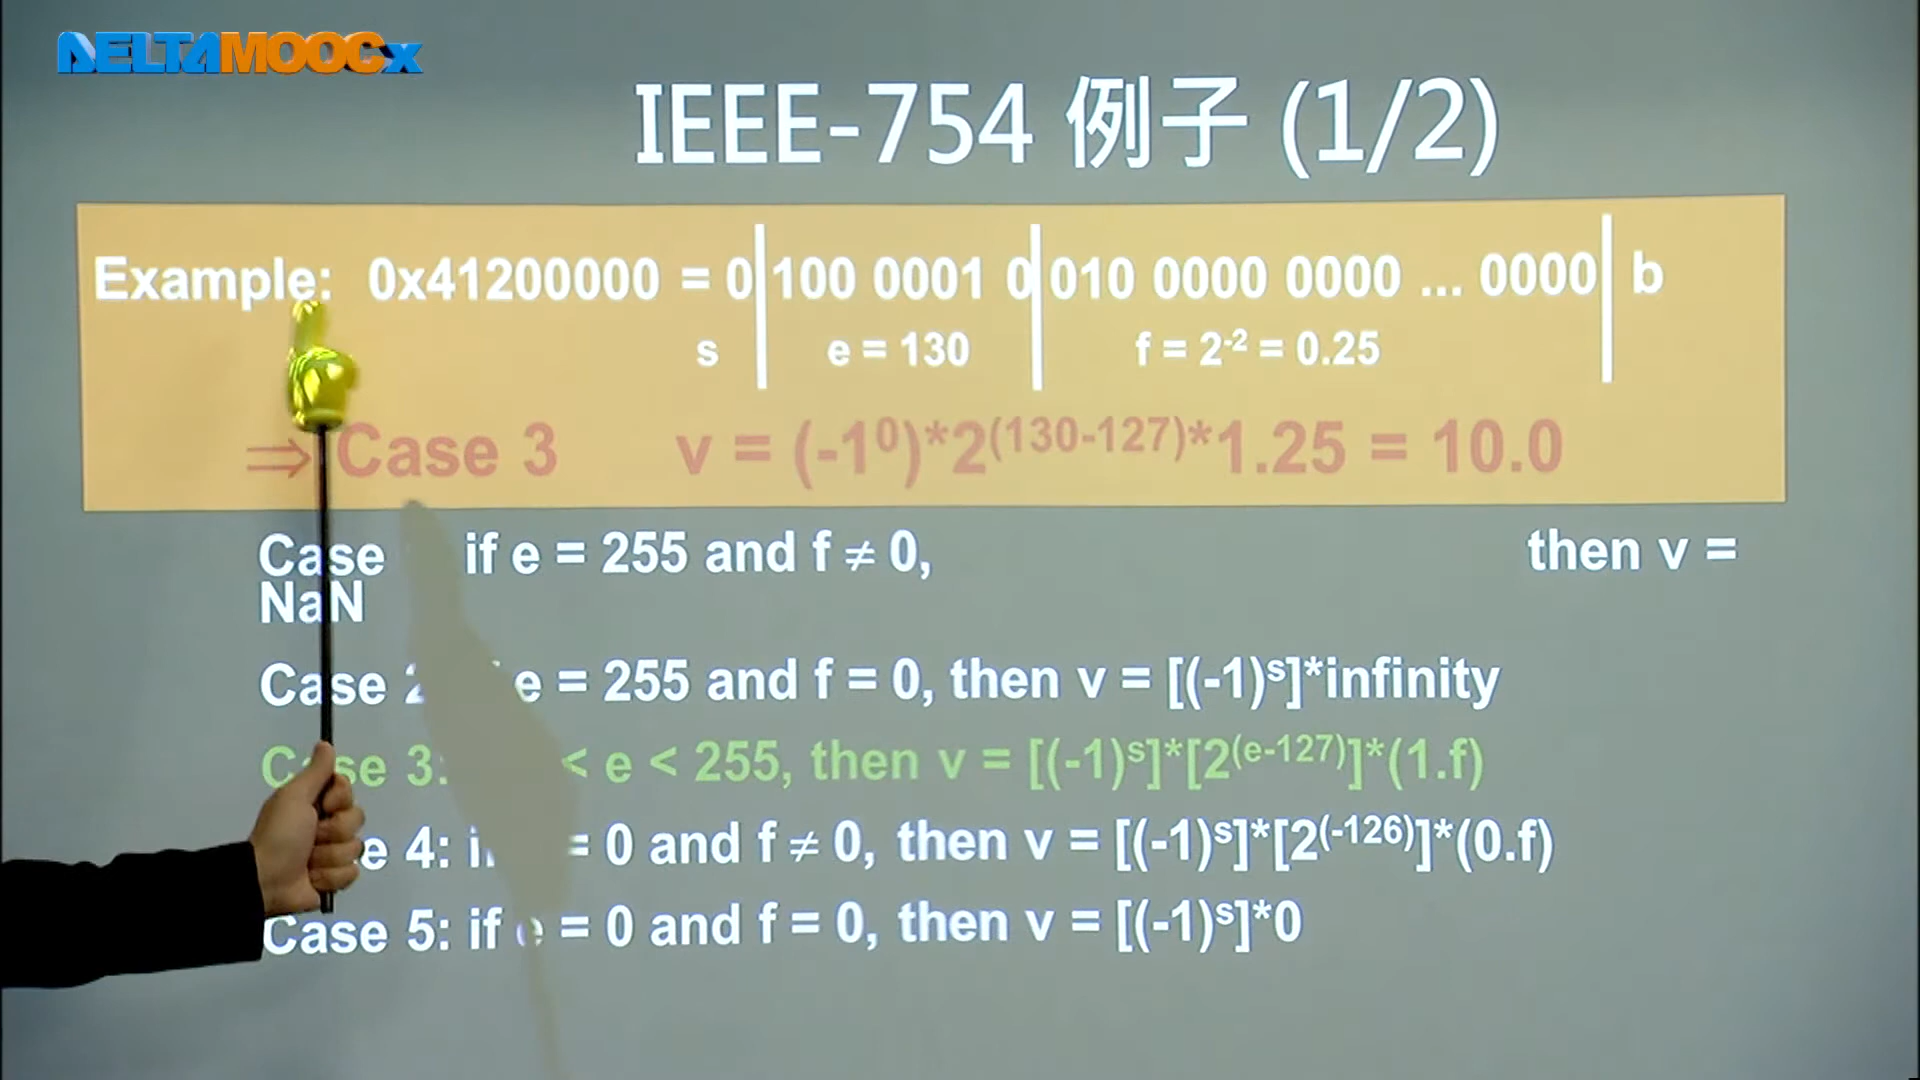 DELTAMOOCx
IEEE-754 例子 (1/2)
Example: 0x41200000 = 0 100 0001 0 010 0000 0000 ... 0000 b
s e = 130 f = 2⁻² = 0.25
⇒ Case 3 v = (-1⁰)*2⁽¹³⁰⁻¹²⁷⁾*1.25 = 10.0
Case if e = 255 and f ≠ 0, then v =
NaN
Case 2 e = 255 and f = 0, then v = [(-1)ˢ]*infinity
Case 3: < e < 255, then v = [(-1)ˢ]*[2⁽ᵉ⁻¹²⁷⁾]*(1.f)
4: = 0 and f ≠ 0, then v = [(-1)ˢ]*[2⁽⁻¹²⁶⁾]*(0.f)
Case 5: if e = 0 and f = 0, then v = [(-1)ˢ]*0